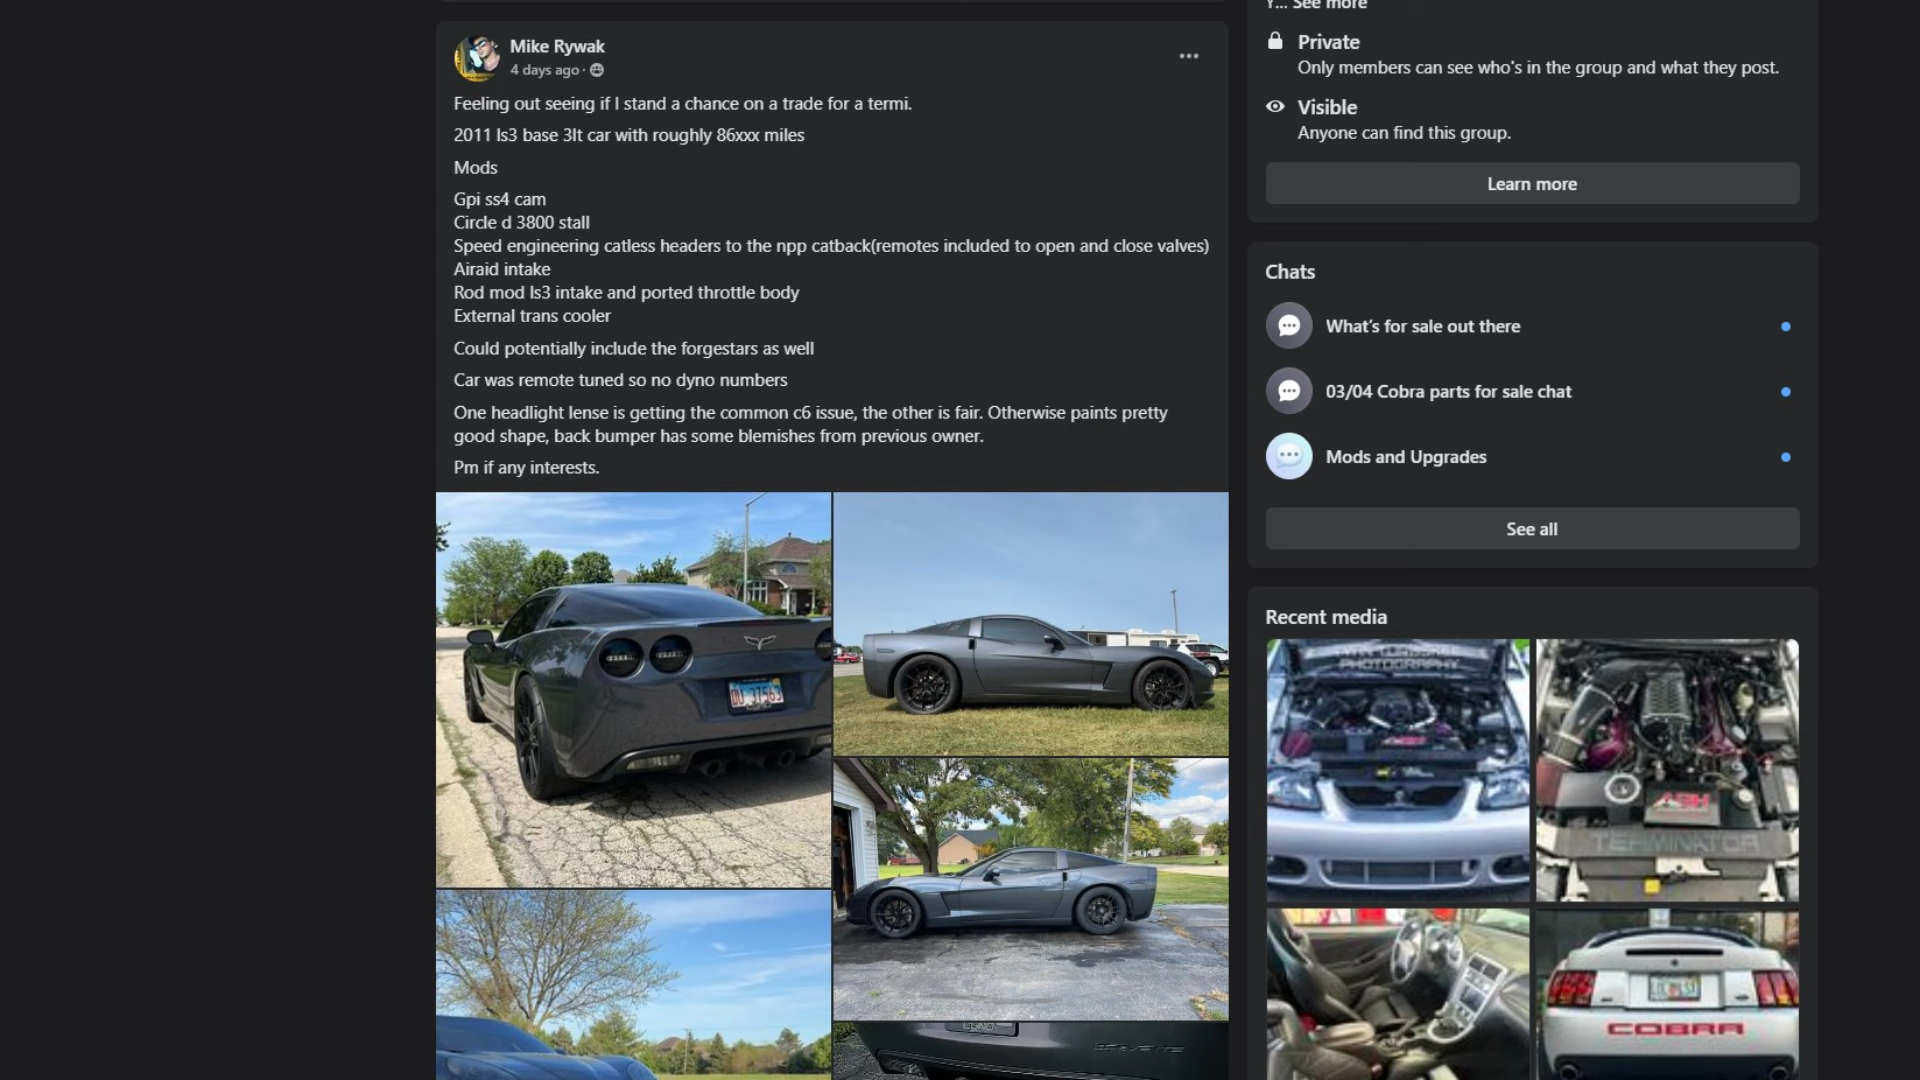 Y... See more
Mike Rywak
4 days ago ·
Feeling out seeing if I stand a chance on a trade for a termi.
2011 ls3 base 3lt car with roughly 86xxx miles
Mods
Gpi ss4 cam
Circle d 3800 stall
Speed engineering catless headers to the npp catback(remotes included to open and close valves)
Airaid intake
Rod mod ls3 intake and ported throttle body
External trans cooler
Could potentially include the forgestars as well
Car was remote tuned so no dyno numbers
One headlight lense is getting the common c6 issue, the other is fair. Otherwise paints pretty
good shape, back bumper has some blemishes from previous owner.
Pm if any interests.
Private
Only members can see who's in the group and what they post.
Visible
Anyone can find this group.
Learn more
Chats
What's for sale out there
03/04 Cobra parts for sale chat
Mods and Upgrades
See all
Recent media
PHOTOGRAPHY
TERMINATOR
COBRA
CORVETTE